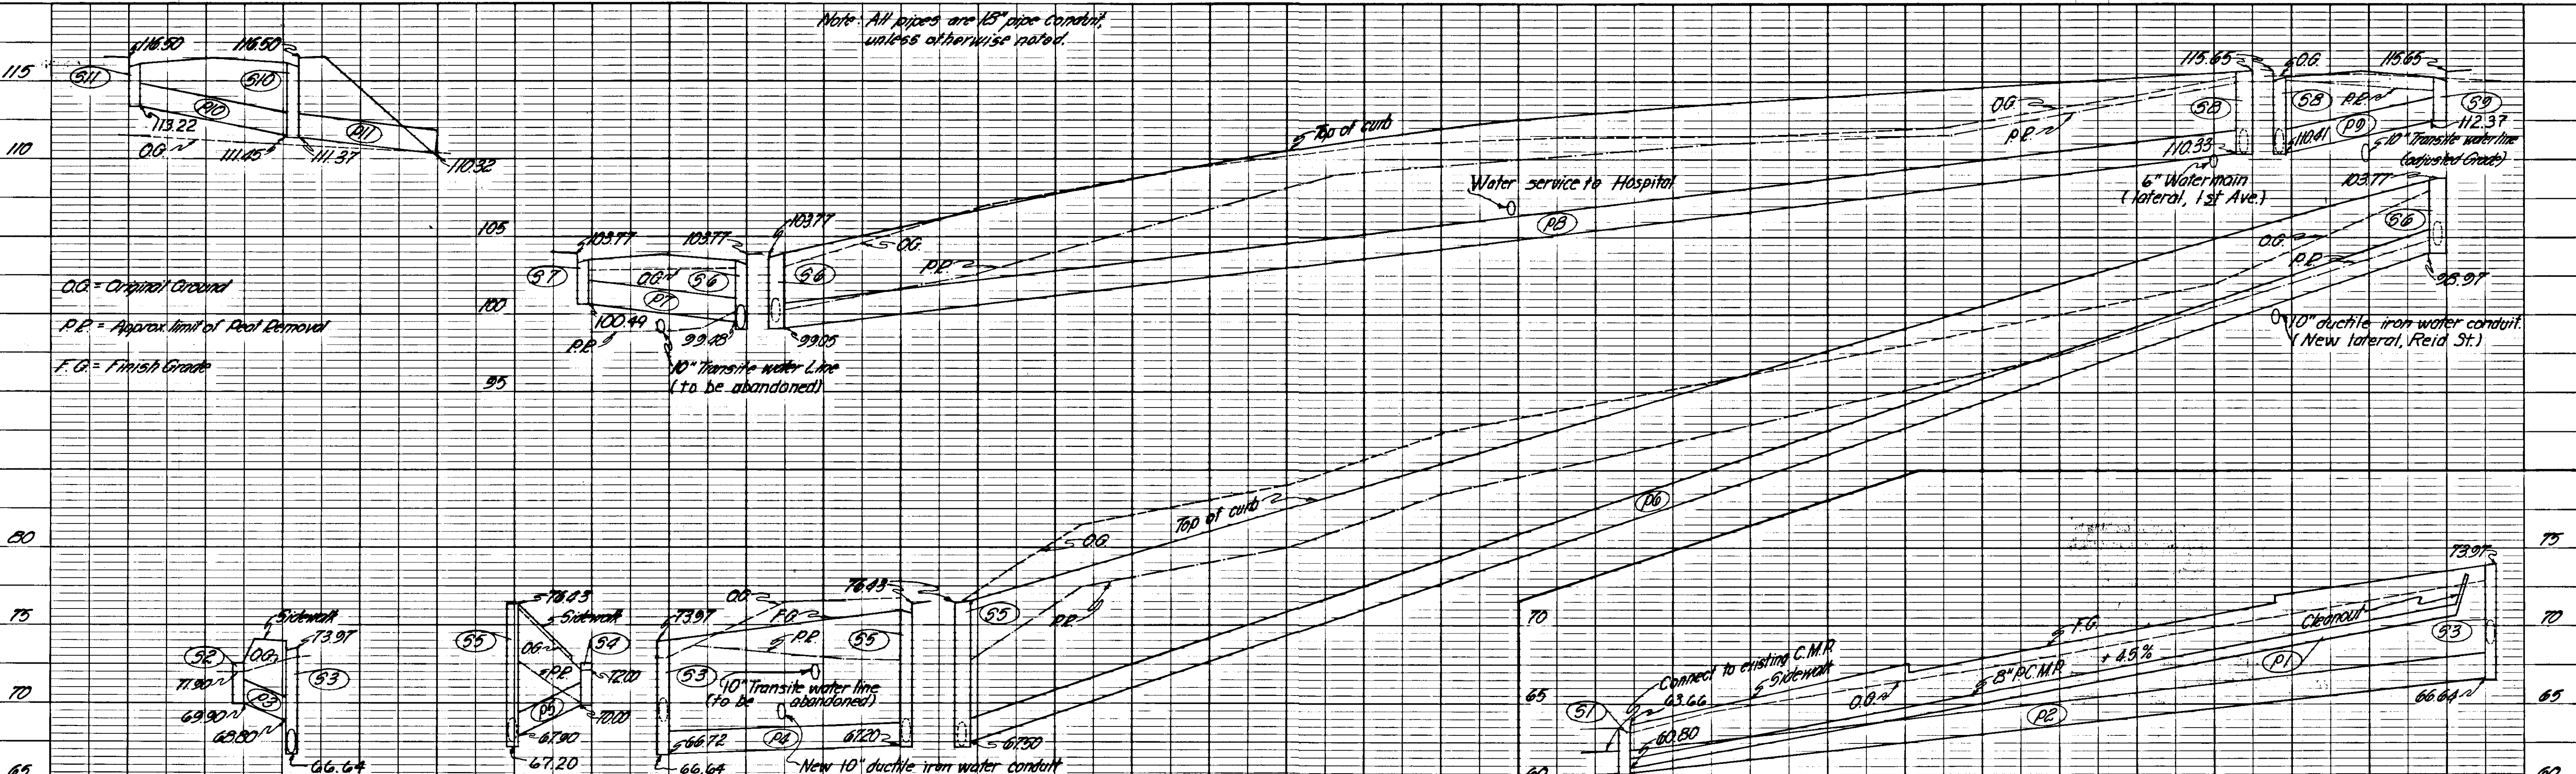 Note: All pipes are 18" pipe conduit,
unless otherwise noted.
116.50
116.50
115
S11
S10
P10
P11
113.22
O.G.
111.45
111.37
110.32
110
115.65
O.G.
115.65
O.G.
P.R.
S8
S8
P.R.
S9
P9
110.33
110.41
112.37
10" Transite water line
(adjusted Grade)
6" Watermain
(lateral, 1st Ave.)
Top of curb
Water service to Hospital
P8
103.77
S6
O.G.
P.R.
98.97
10" ductile iron water conduit.
(New lateral, Reid St.)
105
103.77
103.77
103.77
S7
O.G.
S6
S6
O.G.
P.R.
P7
100
100.49
P.R.
99.48
99.05
10" Transite water Line
(to be abandoned)
95
O.G. = Original Ground
P.R. = Approx. limit of Peat Removal
F.G. = Finish Grade
Top of curb
O.G.
P6
P.R.
80
75
75
Sidewalk
73.97
S2
O.G.
S3
71.90
P3
69.90
68.80
66.64
70
65
76.43
Sidewalk
S5
S4
O.G.
P.R.
72.00
P5
70.00
67.90
67.20
73.97
O.G.
F.G.
P.R.
76.43
S5
S5
S3
10" Transite water line
(to be abandoned)
66.72
P4
67.20
67.50
66.64
New 10" ductile iron water conduit
70
65
60
Connect to existing C.M.P.
63.66
Sidewalk
S1
60.80
O.G.
8" P.C.M.P.
+ 4.5 %
F.G.
P2
P1
Cleanout
73.97
S3
66.64
70
65
60